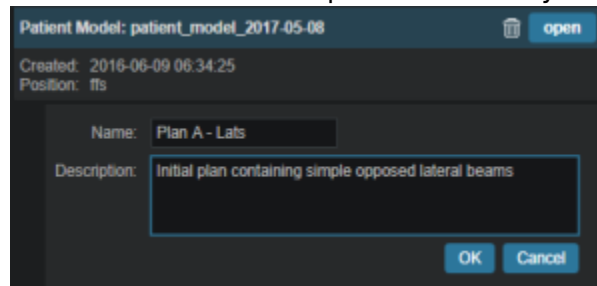 Patient Model: patient_model_2017-05-08 open
Created: 2016-06-09 06:34:25
Position: ffs
Name: Plan A - Lats
Description: Initial plan containing simple opposed lateral beams
OK Cancel